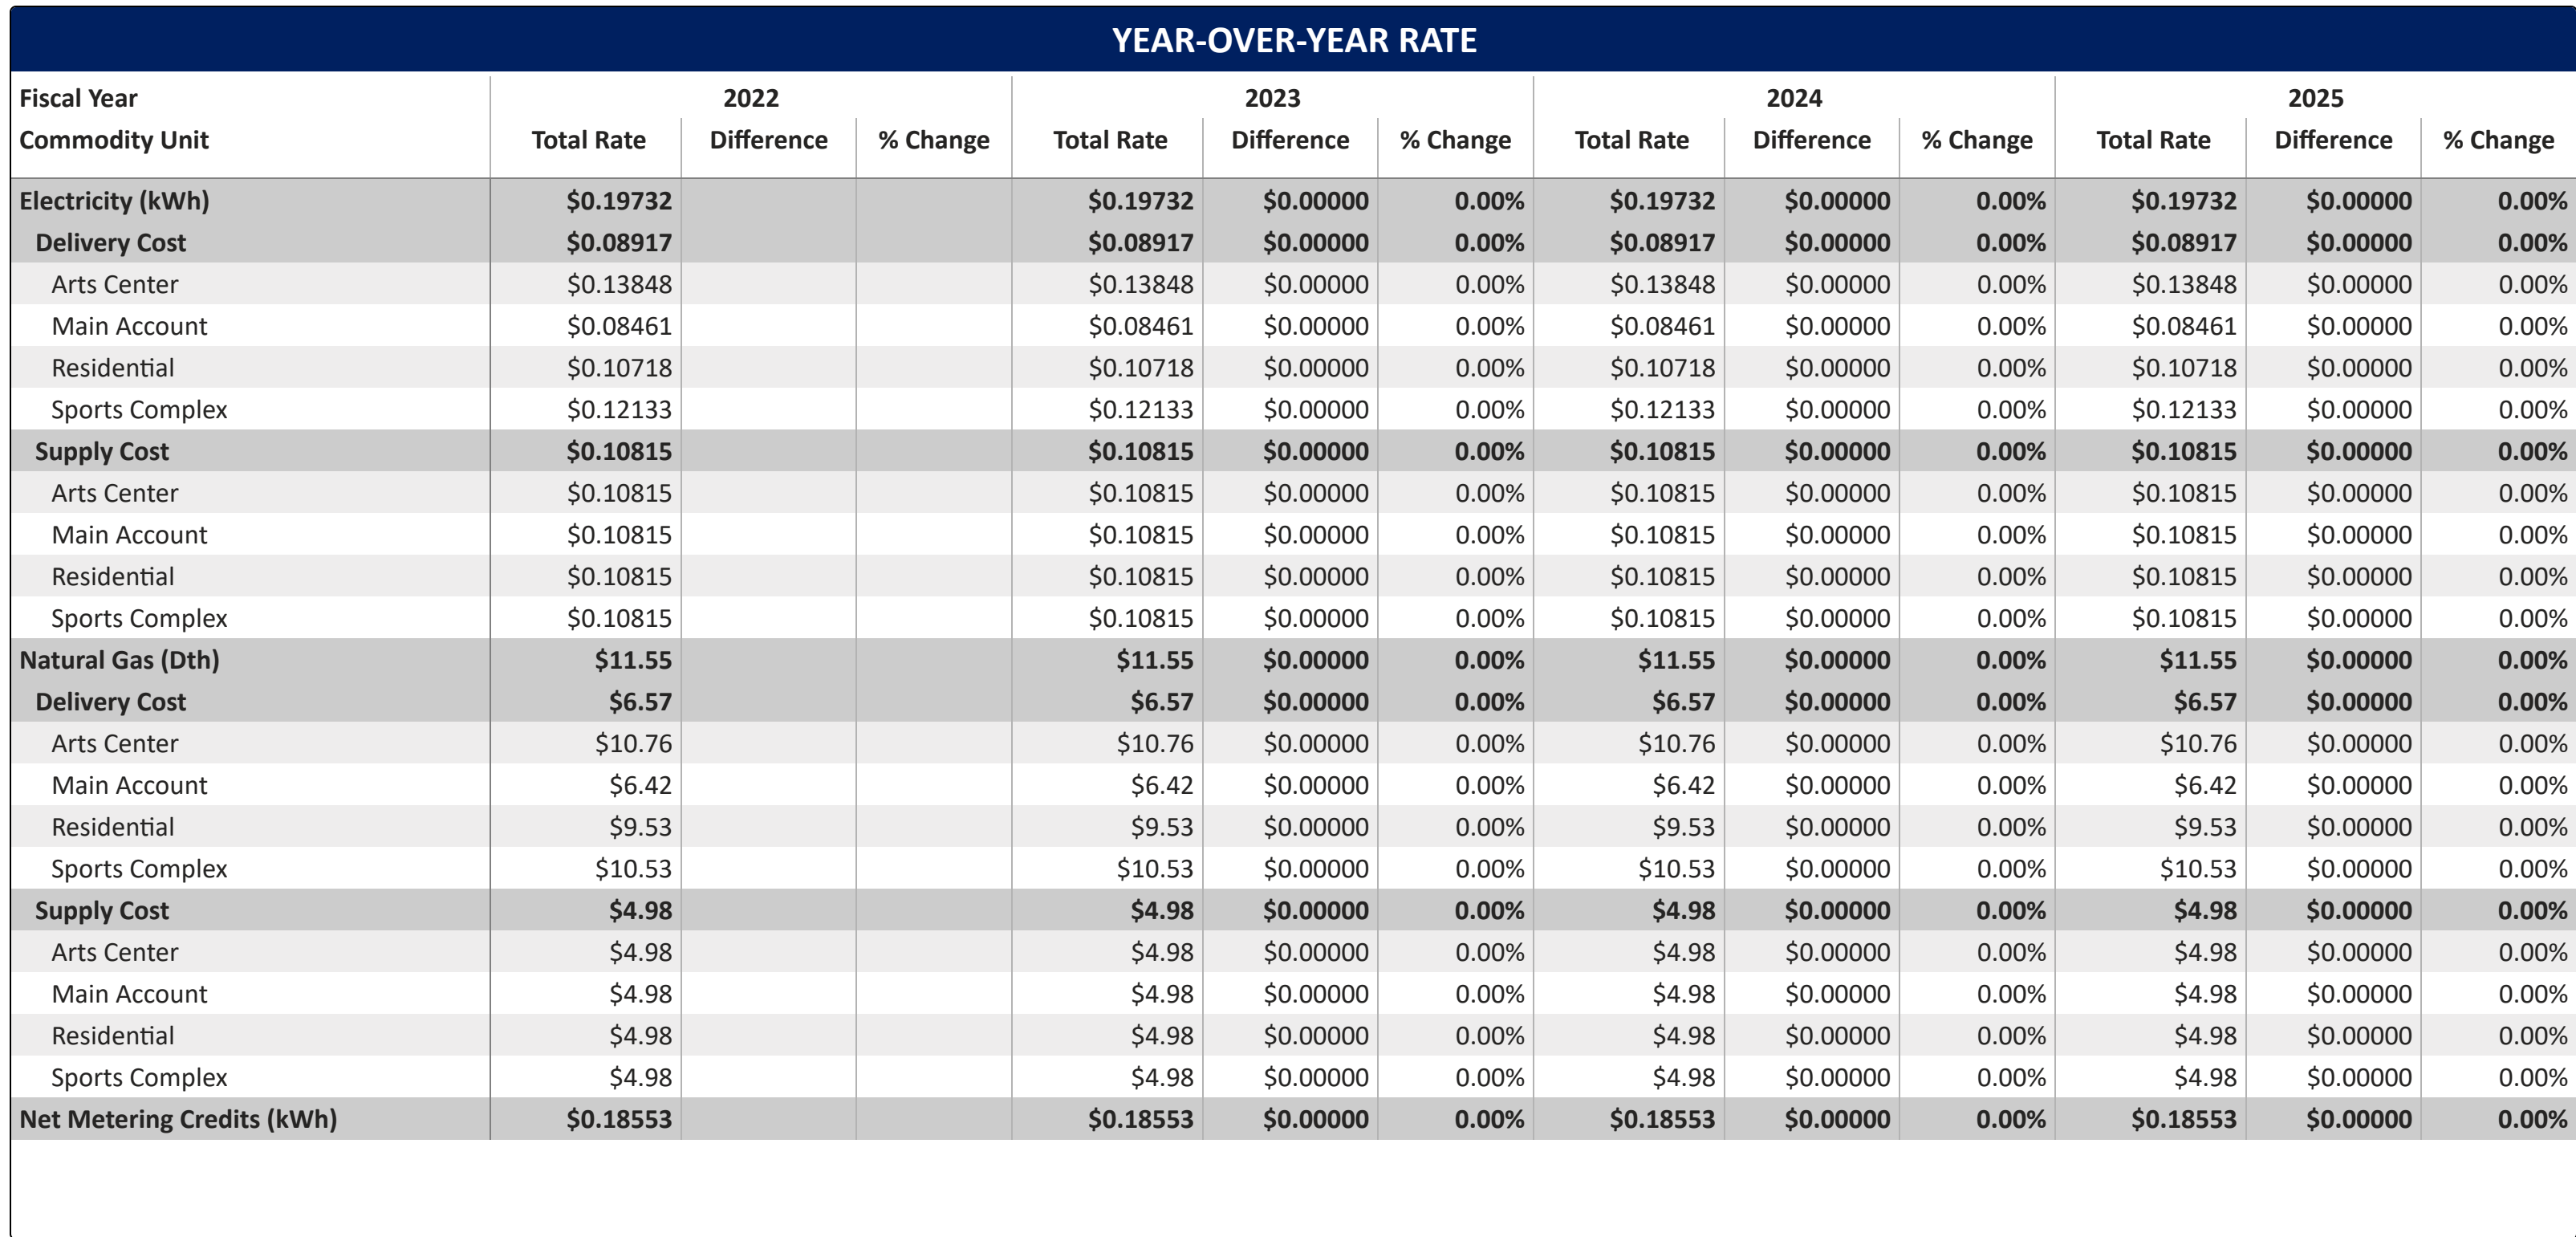 YEAR-OVER-YEAR RATE
Fiscal Year 2022 2023 2024 2025
Commodity Unit Total Rate Difference % Change Total Rate Difference % Change Total Rate Difference % Change Total Rate Difference % Change
Electricity (kWh) $0.19732 $0.19732 $0.00000 0.00% $0.19732 $0.00000 0.00% $0.19732 $0.00000 0.00%
Delivery Cost $0.08917 $0.08917 $0.00000 0.00% $0.08917 $0.00000 0.00% $0.08917 $0.00000 0.00%
Arts Center $0.13848 $0.13848 $0.00000 0.00% $0.13848 $0.00000 0.00% $0.13848 $0.00000 0.00%
Main Account $0.08461 $0.08461 $0.00000 0.00% $0.08461 $0.00000 0.00% $0.08461 $0.00000 0.00%
Residential $0.10718 $0.10718 $0.00000 0.00% $0.10718 $0.00000 0.00% $0.10718 $0.00000 0.00%
Sports Complex $0.12133 $0.12133 $0.00000 0.00% $0.12133 $0.00000 0.00% $0.12133 $0.00000 0.00%
Supply Cost $0.10815 $0.10815 $0.00000 0.00% $0.10815 $0.00000 0.00% $0.10815 $0.00000 0.00%
Arts Center $0.10815 $0.10815 $0.00000 0.00% $0.10815 $0.00000 0.00% $0.10815 $0.00000 0.00%
Main Account $0.10815 $0.10815 $0.00000 0.00% $0.10815 $0.00000 0.00% $0.10815 $0.00000 0.00%
Residential $0.10815 $0.10815 $0.00000 0.00% $0.10815 $0.00000 0.00% $0.10815 $0.00000 0.00%
Sports Complex $0.10815 $0.10815 $0.00000 0.00% $0.10815 $0.00000 0.00% $0.10815 $0.00000 0.00%
Natural Gas (Dth) $11.55 $11.55 $0.00000 0.00% $11.55 $0.00000 0.00% $11.55 $0.00000 0.00%
Delivery Cost $6.57 $6.57 $0.00000 0.00% $6.57 $0.00000 0.00% $6.57 $0.00000 0.00%
Arts Center $10.76 $10.76 $0.00000 0.00% $10.76 $0.00000 0.00% $10.76 $0.00000 0.00%
Main Account $6.42 $6.42 $0.00000 0.00% $6.42 $0.00000 0.00% $6.42 $0.00000 0.00%
Residential $9.53 $9.53 $0.00000 0.00% $9.53 $0.00000 0.00% $9.53 $0.00000 0.00%
Sports Complex $10.53 $10.53 $0.00000 0.00% $10.53 $0.00000 0.00% $10.53 $0.00000 0.00%
Supply Cost $4.98 $4.98 $0.00000 0.00% $4.98 $0.00000 0.00% $4.98 $0.00000 0.00%
Arts Center $4.98 $4.98 $0.00000 0.00% $4.98 $0.00000 0.00% $4.98 $0.00000 0.00%
Main Account $4.98 $4.98 $0.00000 0.00% $4.98 $0.00000 0.00% $4.98 $0.00000 0.00%
Residential $4.98 $4.98 $0.00000 0.00% $4.98 $0.00000 0.00% $4.98 $0.00000 0.00%
Sports Complex $4.98 $4.98 $0.00000 0.00% $4.98 $0.00000 0.00% $4.98 $0.00000 0.00%
Net Metering Credits (kWh) $0.18553 $0.18553 $0.00000 0.00% $0.18553 $0.00000 0.00% $0.18553 $0.00000 0.00%